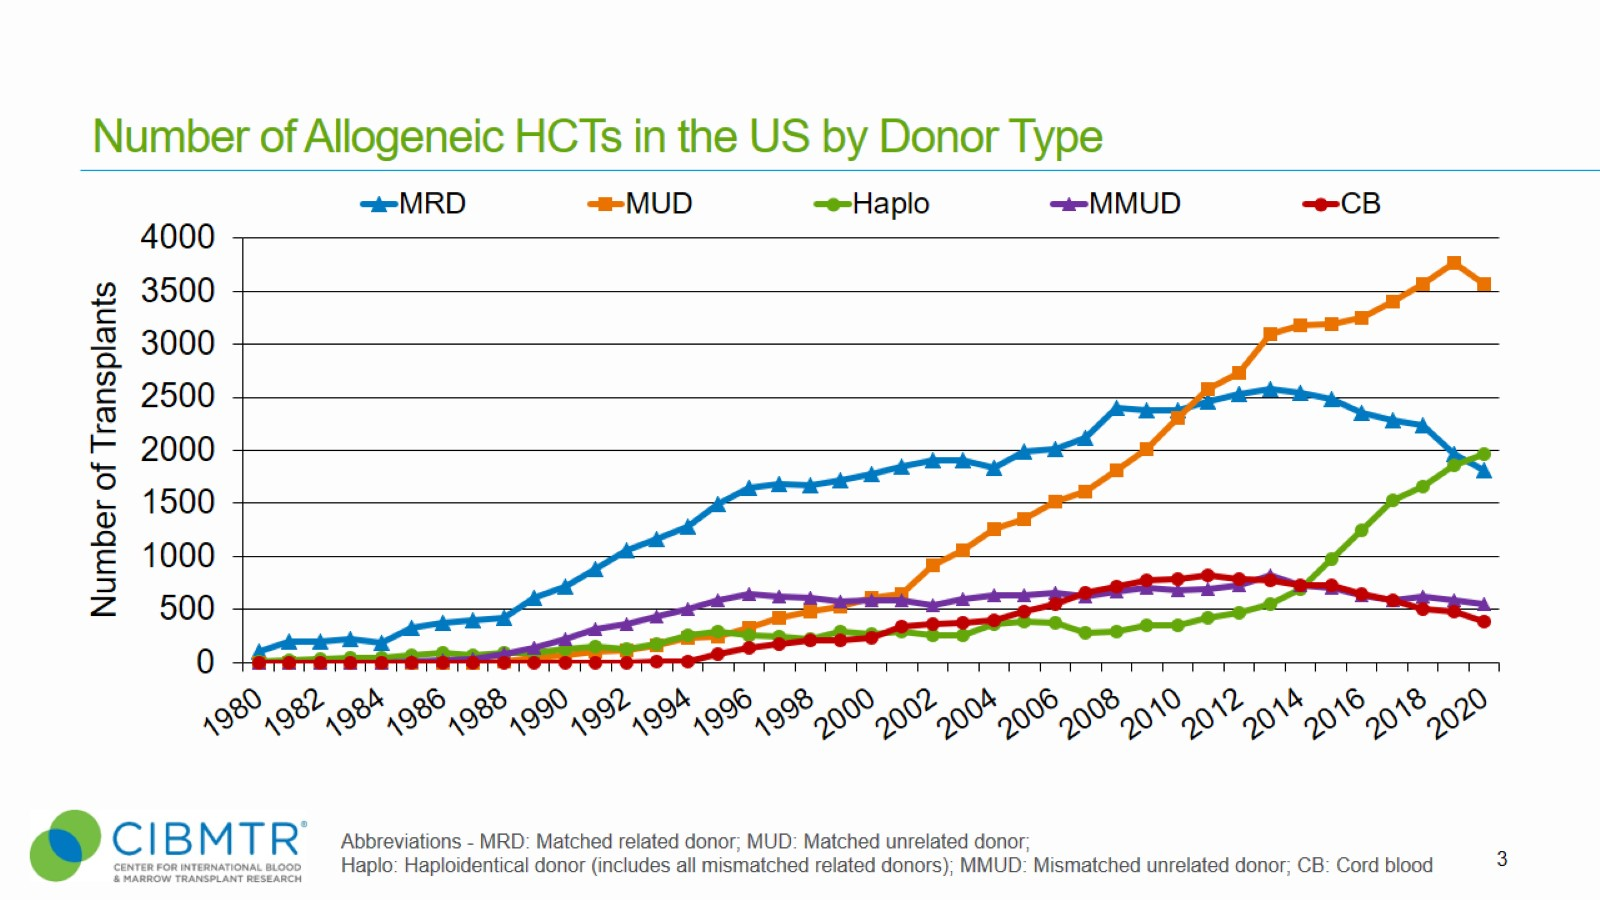 Number of Allogeneic HCTs in the US by Donor Type
MRD MUD Haplo MMUD CB
Number of Transplants
4000
3500
3000
2500
2000
1500
1000
500
0
1980 1982 1984 1986 1988 1990 1992 1994 1996 1998 2000 2002 2004 2006 2008 2010 2012 2014 2016 2018 2020
CIBMTR®
CENTER FOR INTERNATIONAL BLOOD
& MARROW TRANSPLANT RESEARCH
Abbreviations - MRD: Matched related donor; MUD: Matched unrelated donor;
Haplo: Haploidentical donor (includes all mismatched related donors); MMUD: Mismatched unrelated donor; CB: Cord blood
3